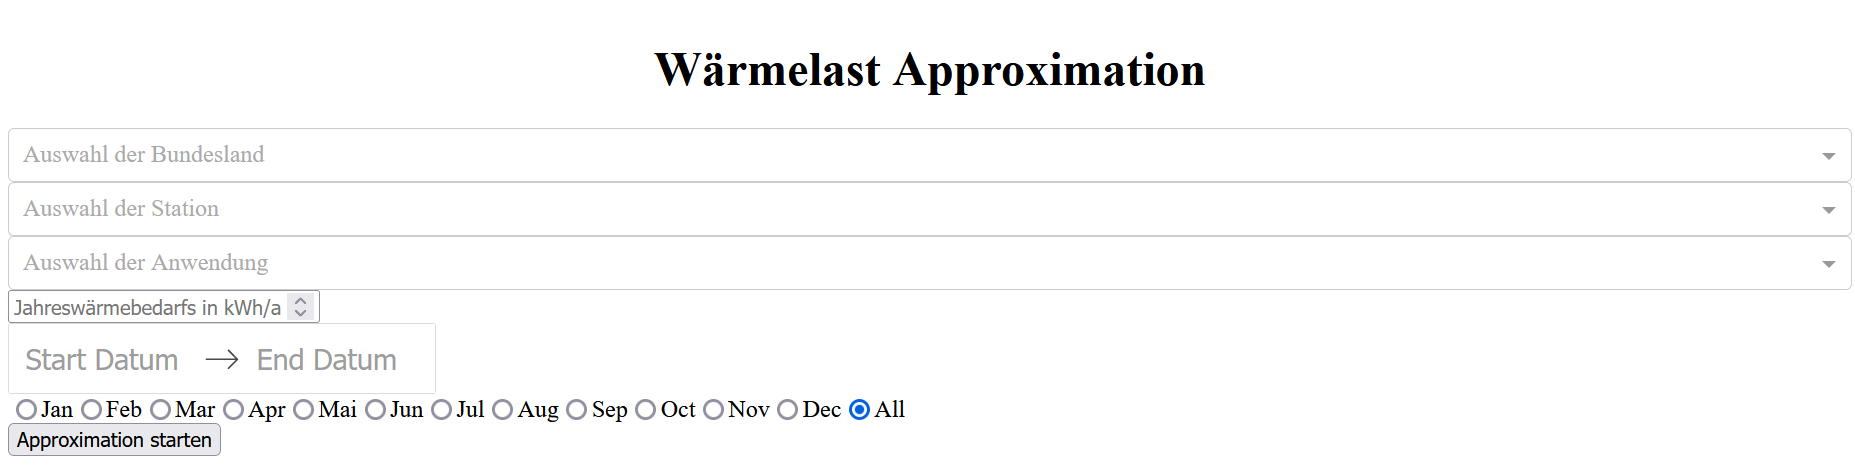 Wärmelast Approximation
Auswahl der Bundesland
Auswahl der Station
Auswahl der Anwendung
Jahreswärmebedarfs in kWh/a
Start Datum → End Datum
Jan Feb Mar Apr Mai Jun Jul Aug Sep Oct Nov Dec All
Approximation starten